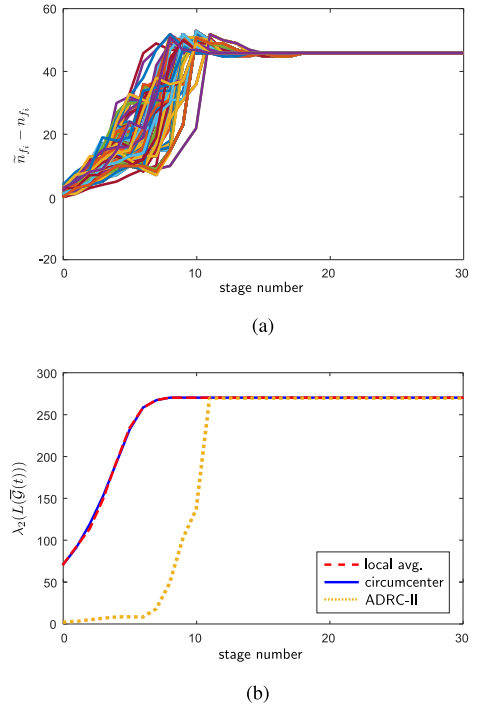 60
40
20
0
-20
0 10 20 30
ñ_{f_i} − n_{f_i}
stage number
(a)
300
250
200
150
100
50
0
0 10 20 30
λ₂(L(𝒢̅(t)))
local avg.
circumcenter
ADRC-II
stage number
(b)